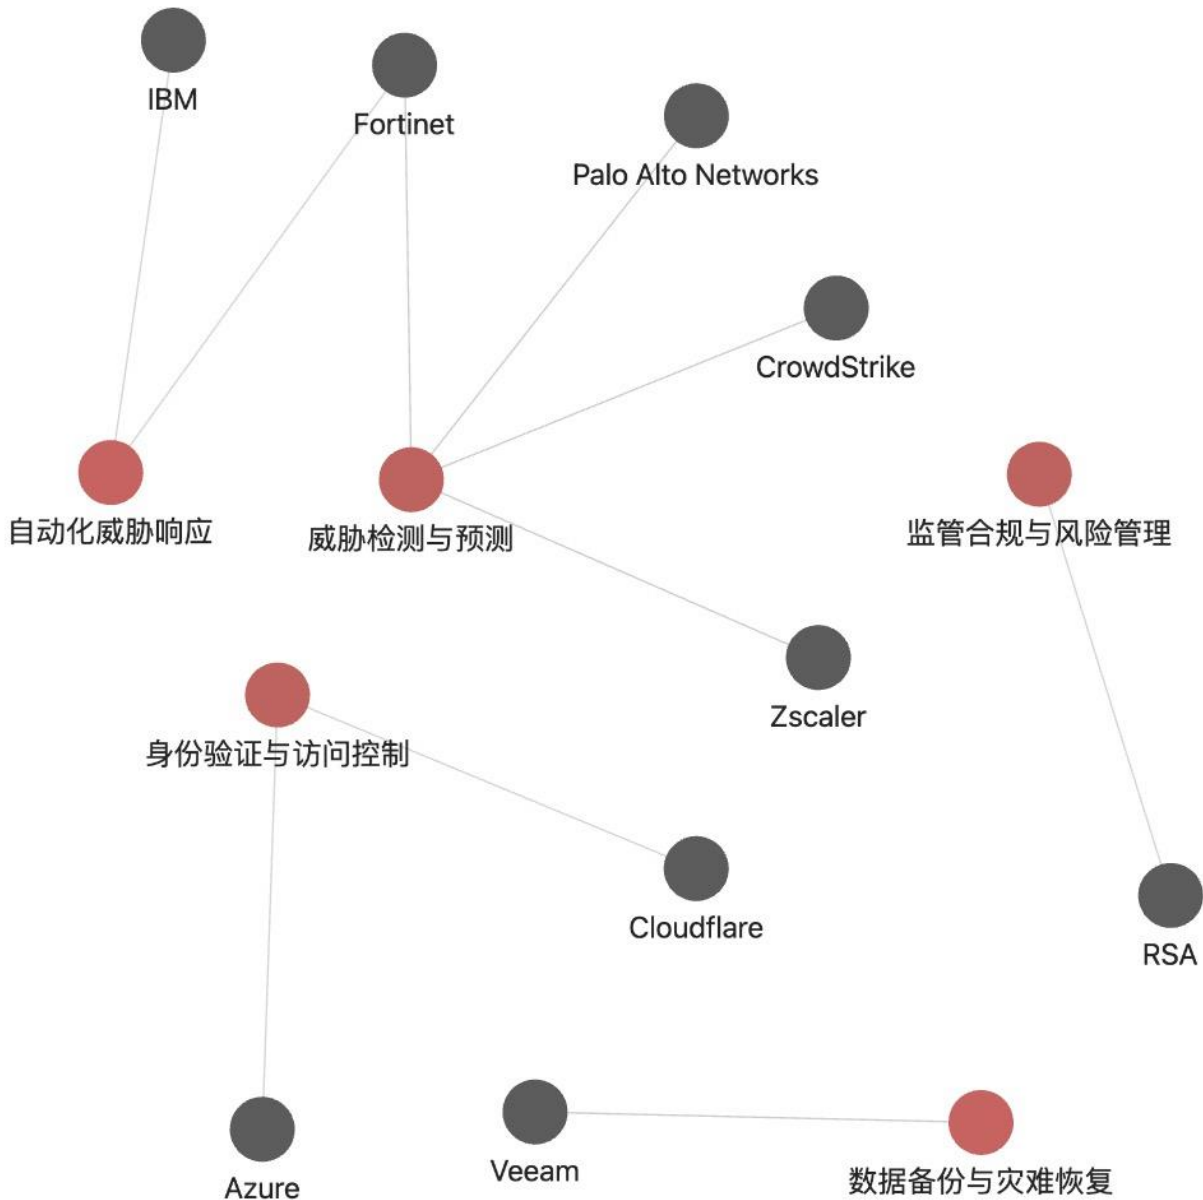 IBM
Fortinet
Palo Alto Networks
CrowdStrike
自动化威胁响应
威胁检测与预测
监管合规与风险管理
Zscaler
身份验证与访问控制
Cloudflare
RSA
Azure
Veeam
数据备份与灾难恢复